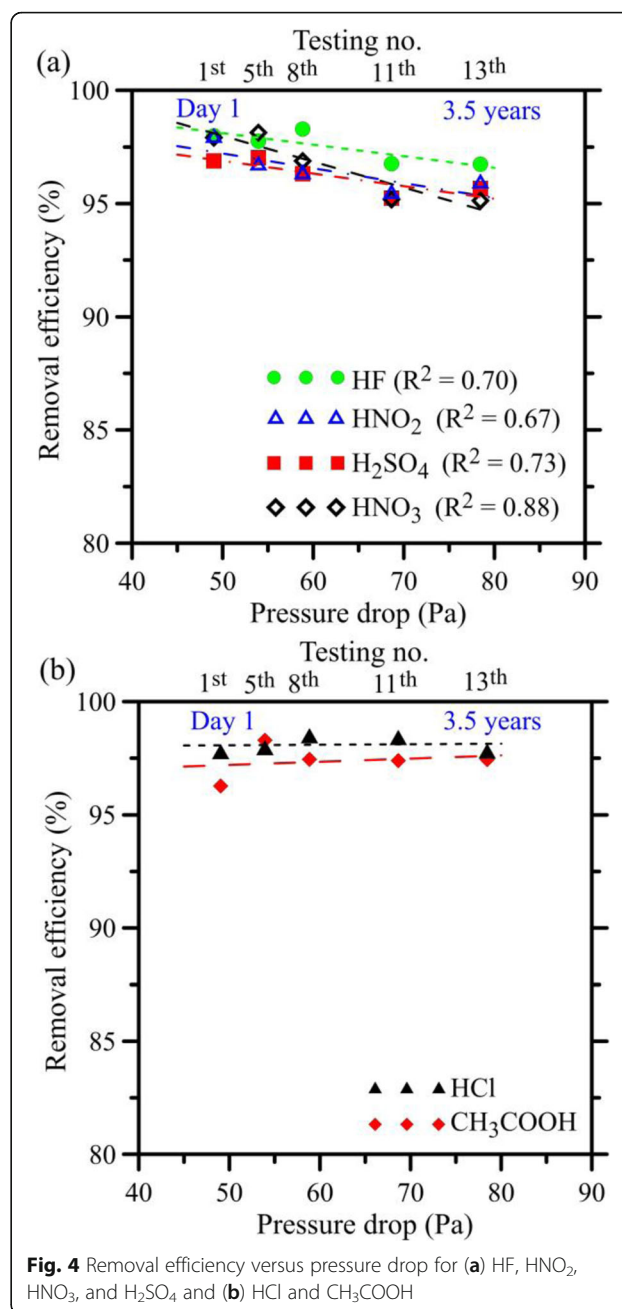 Testing no.
(a) 1st 5th 8th 11th 13th
100
Day 1 3.5 years
95
90
85
80
Removal efficiency (%)
HF (R² = 0.70)
HNO₂ (R² = 0.67)
H₂SO₄ (R² = 0.73)
HNO₃ (R² = 0.88)
40 50 60 70 80 90
Pressure drop (Pa)
Testing no.
(b) 1st 5th 8th 11th 13th
100
Day 1 3.5 years
95
90
85
80
Removal efficiency (%)
HCl
CH₃COOH
40 50 60 70 80 90
Pressure drop (Pa)
Fig. 4 Removal efficiency versus pressure drop for (a) HF, HNO₂,
HNO₃, and H₂SO₄ and (b) HCl and CH₃COOH